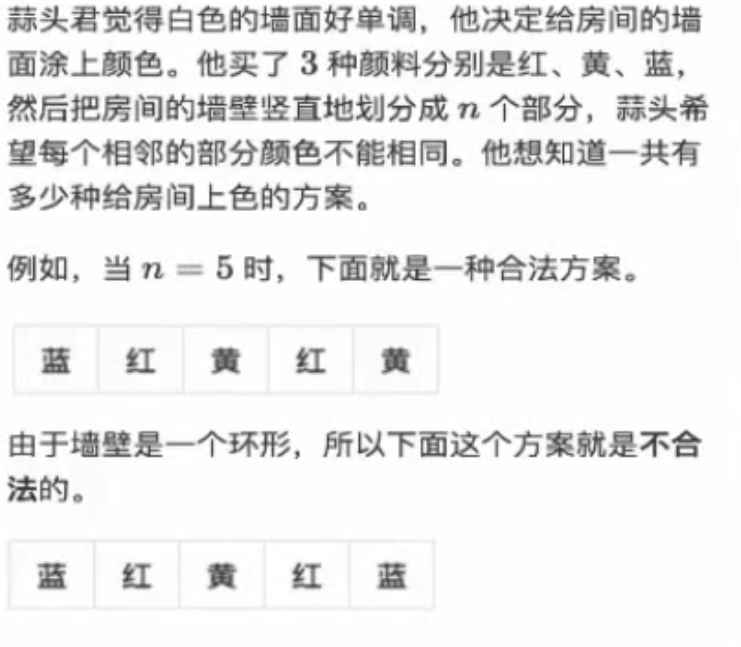 蒜头君觉得白色的墙面好单调，他决定给房间的墙
面涂上颜色。他买了 3 种颜料分别是红、黄、蓝，
然后把房间的墙壁竖直地划分成 n 个部分，蒜头希
望每个相邻的部分颜色不能相同。他想知道一共有
多少种给房间上色的方案。
例如，当 n = 5 时，下面就是一种合法方案。
蓝 红 黄 红 黄
由于墙壁是一个环形，所以下面这个方案就是不合
法的。
蓝 红 黄 红 蓝